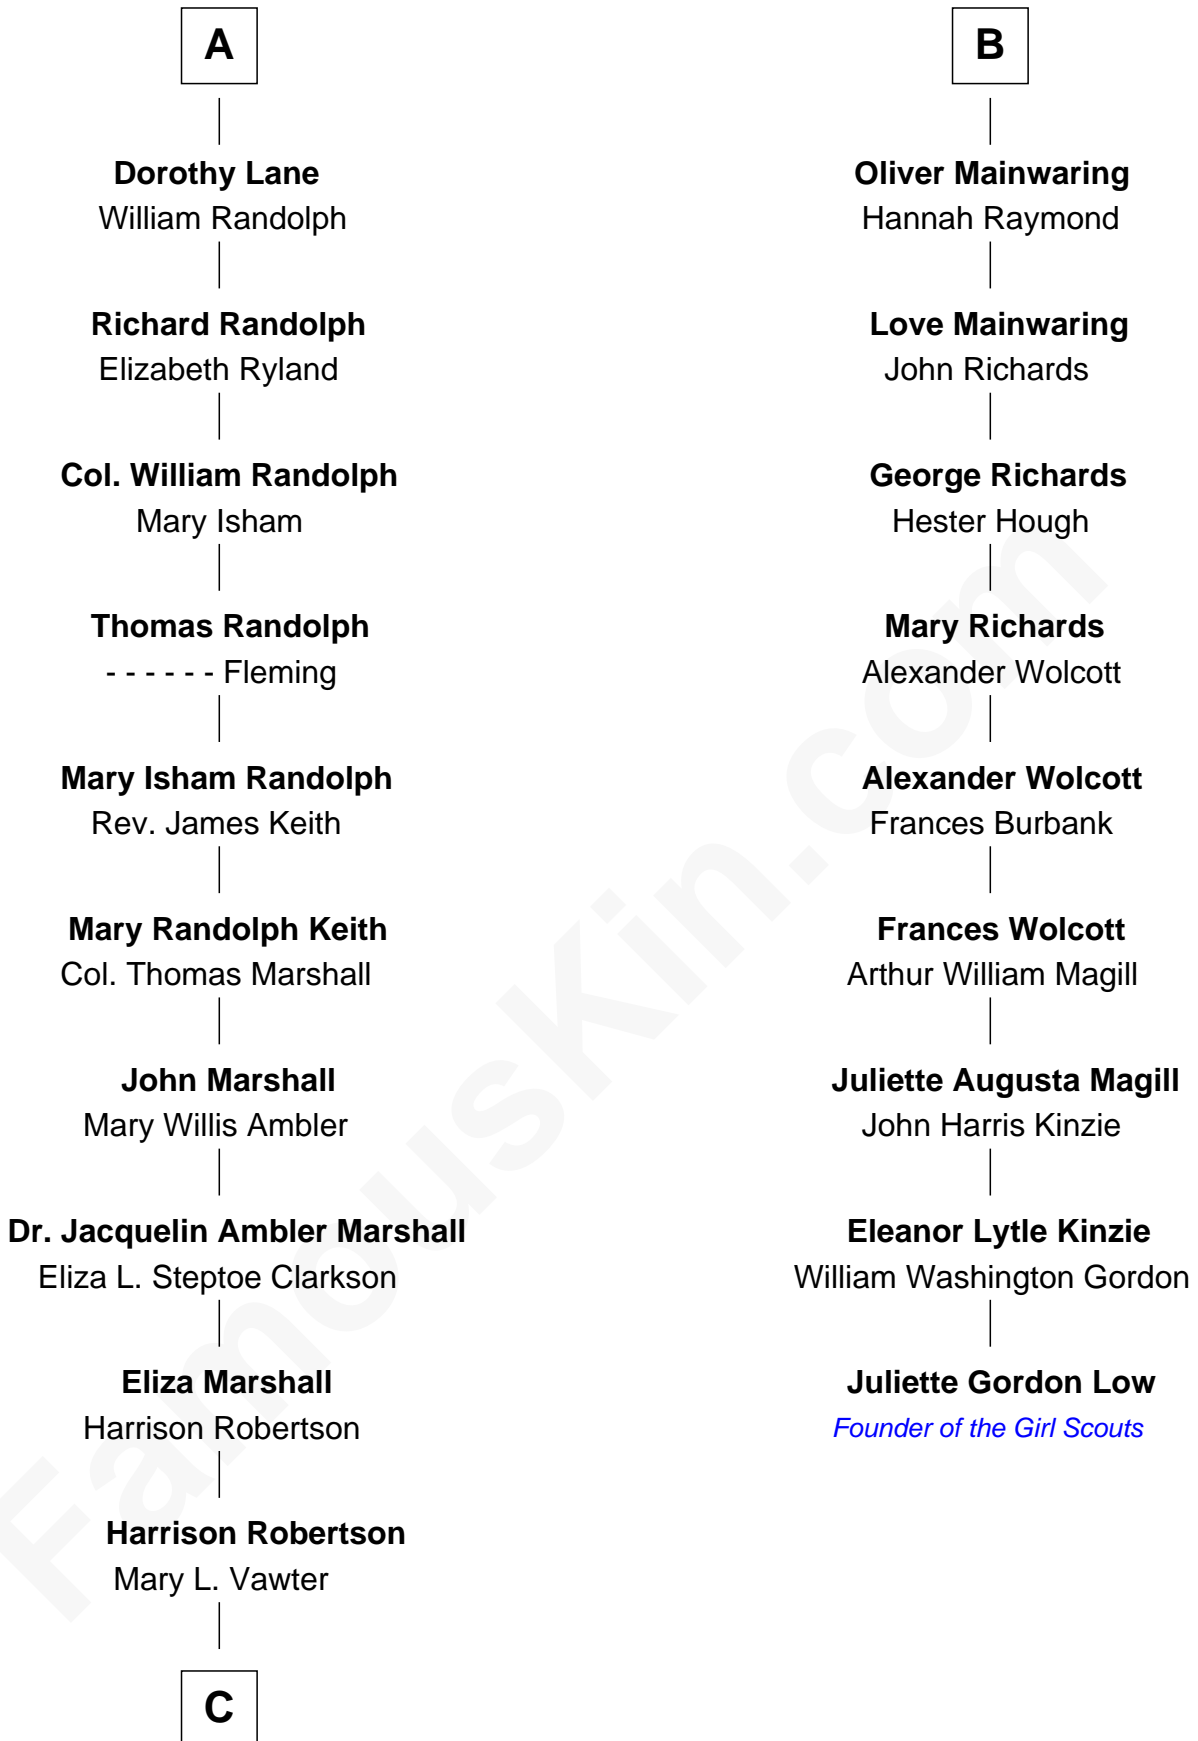 A
Dorothy Lane
William Randolph
Richard Randolph
Elizabeth Ryland
Col. William Randolph
Mary Isham
Thomas Randolph
- - - - - - Fleming
Mary Isham Randolph
Rev. James Keith
Mary Randolph Keith
Col. Thomas Marshall
John Marshall
Mary Willis Ambler
Dr. Jacquelin Ambler Marshall
Eliza L. Steptoe Clarkson
Eliza Marshall
Harrison Robertson
Harrison Robertson
Mary L. Vawter
C
B
Oliver Mainwaring
Hannah Raymond
Love Mainwaring
John Richards
George Richards
Hester Hough
Mary Richards
Alexander Wolcott
Alexander Wolcott
Frances Burbank
Frances Wolcott
Arthur William Magill
Juliette Augusta Magill
John Harris Kinzie
Eleanor Lytle Kinzie
William Washington Gordon
Juliette Gordon Low
Founder of the Girl Scouts
FamousKin.com